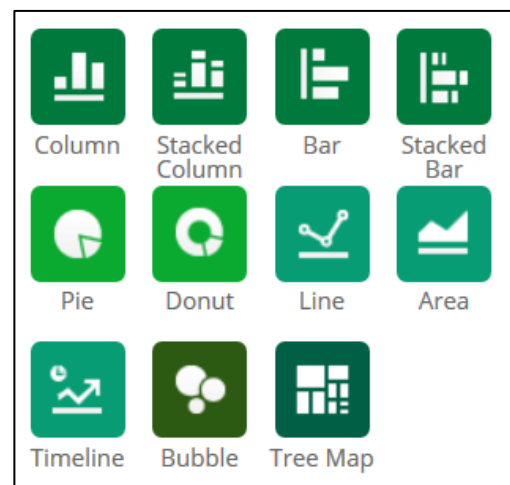 Column
Stacked Column
Bar
Stacked Bar
Pie
Donut
Line
Area
Timeline
Bubble
Tree Map